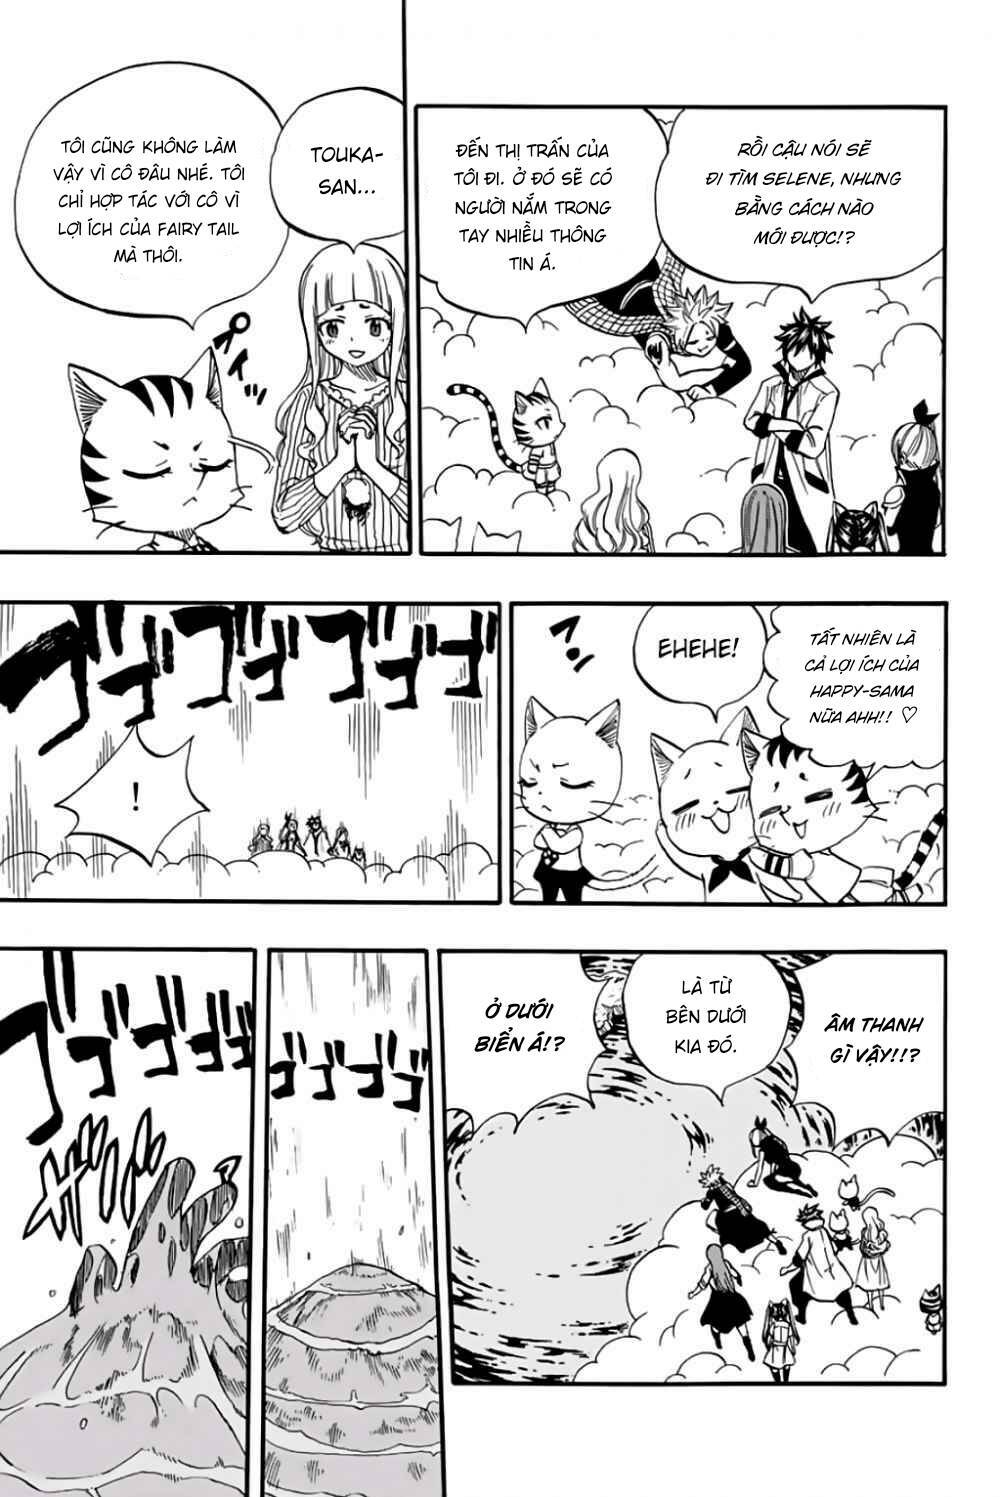 RỒI CẬU NÓI SẼ
ĐI TÌM SELENE, NHƯNG
BẰNG CÁCH NÀO
MỚI ĐƯỢC!?
ĐẾN THỊ TRẤN CỦA
TÔI ĐI. Ở ĐÓ SẼ CÓ
NGƯỜI NẮM TRONG
TAY NHIỀU THÔNG
TIN Á.
TOUKA-
SAN...
TÔI CŨNG KHÔNG LÀM
VẬY VÌ CÔ ĐÂU NHÉ. TÔI
CHỈ HỢP TÁC VỚI CÔ VÌ
LỢI ÍCH CỦA FAIRY TAIL
MÀ THÔI.
TẤT NHIÊN LÀ
CẢ LỢI ÍCH CỦA
HAPPY-SAMA
NỮA AHH!! ♡
EHEHE!
ゴゴゴゴ
!
ÂM THANH
GÌ VẬY!!?
LÀ TỪ
BÊN DƯỚI
KIA ĐÓ.
Ở DƯỚI
BIỂN Á!?
ゴゴゴゴ
ゴゴゴゴ